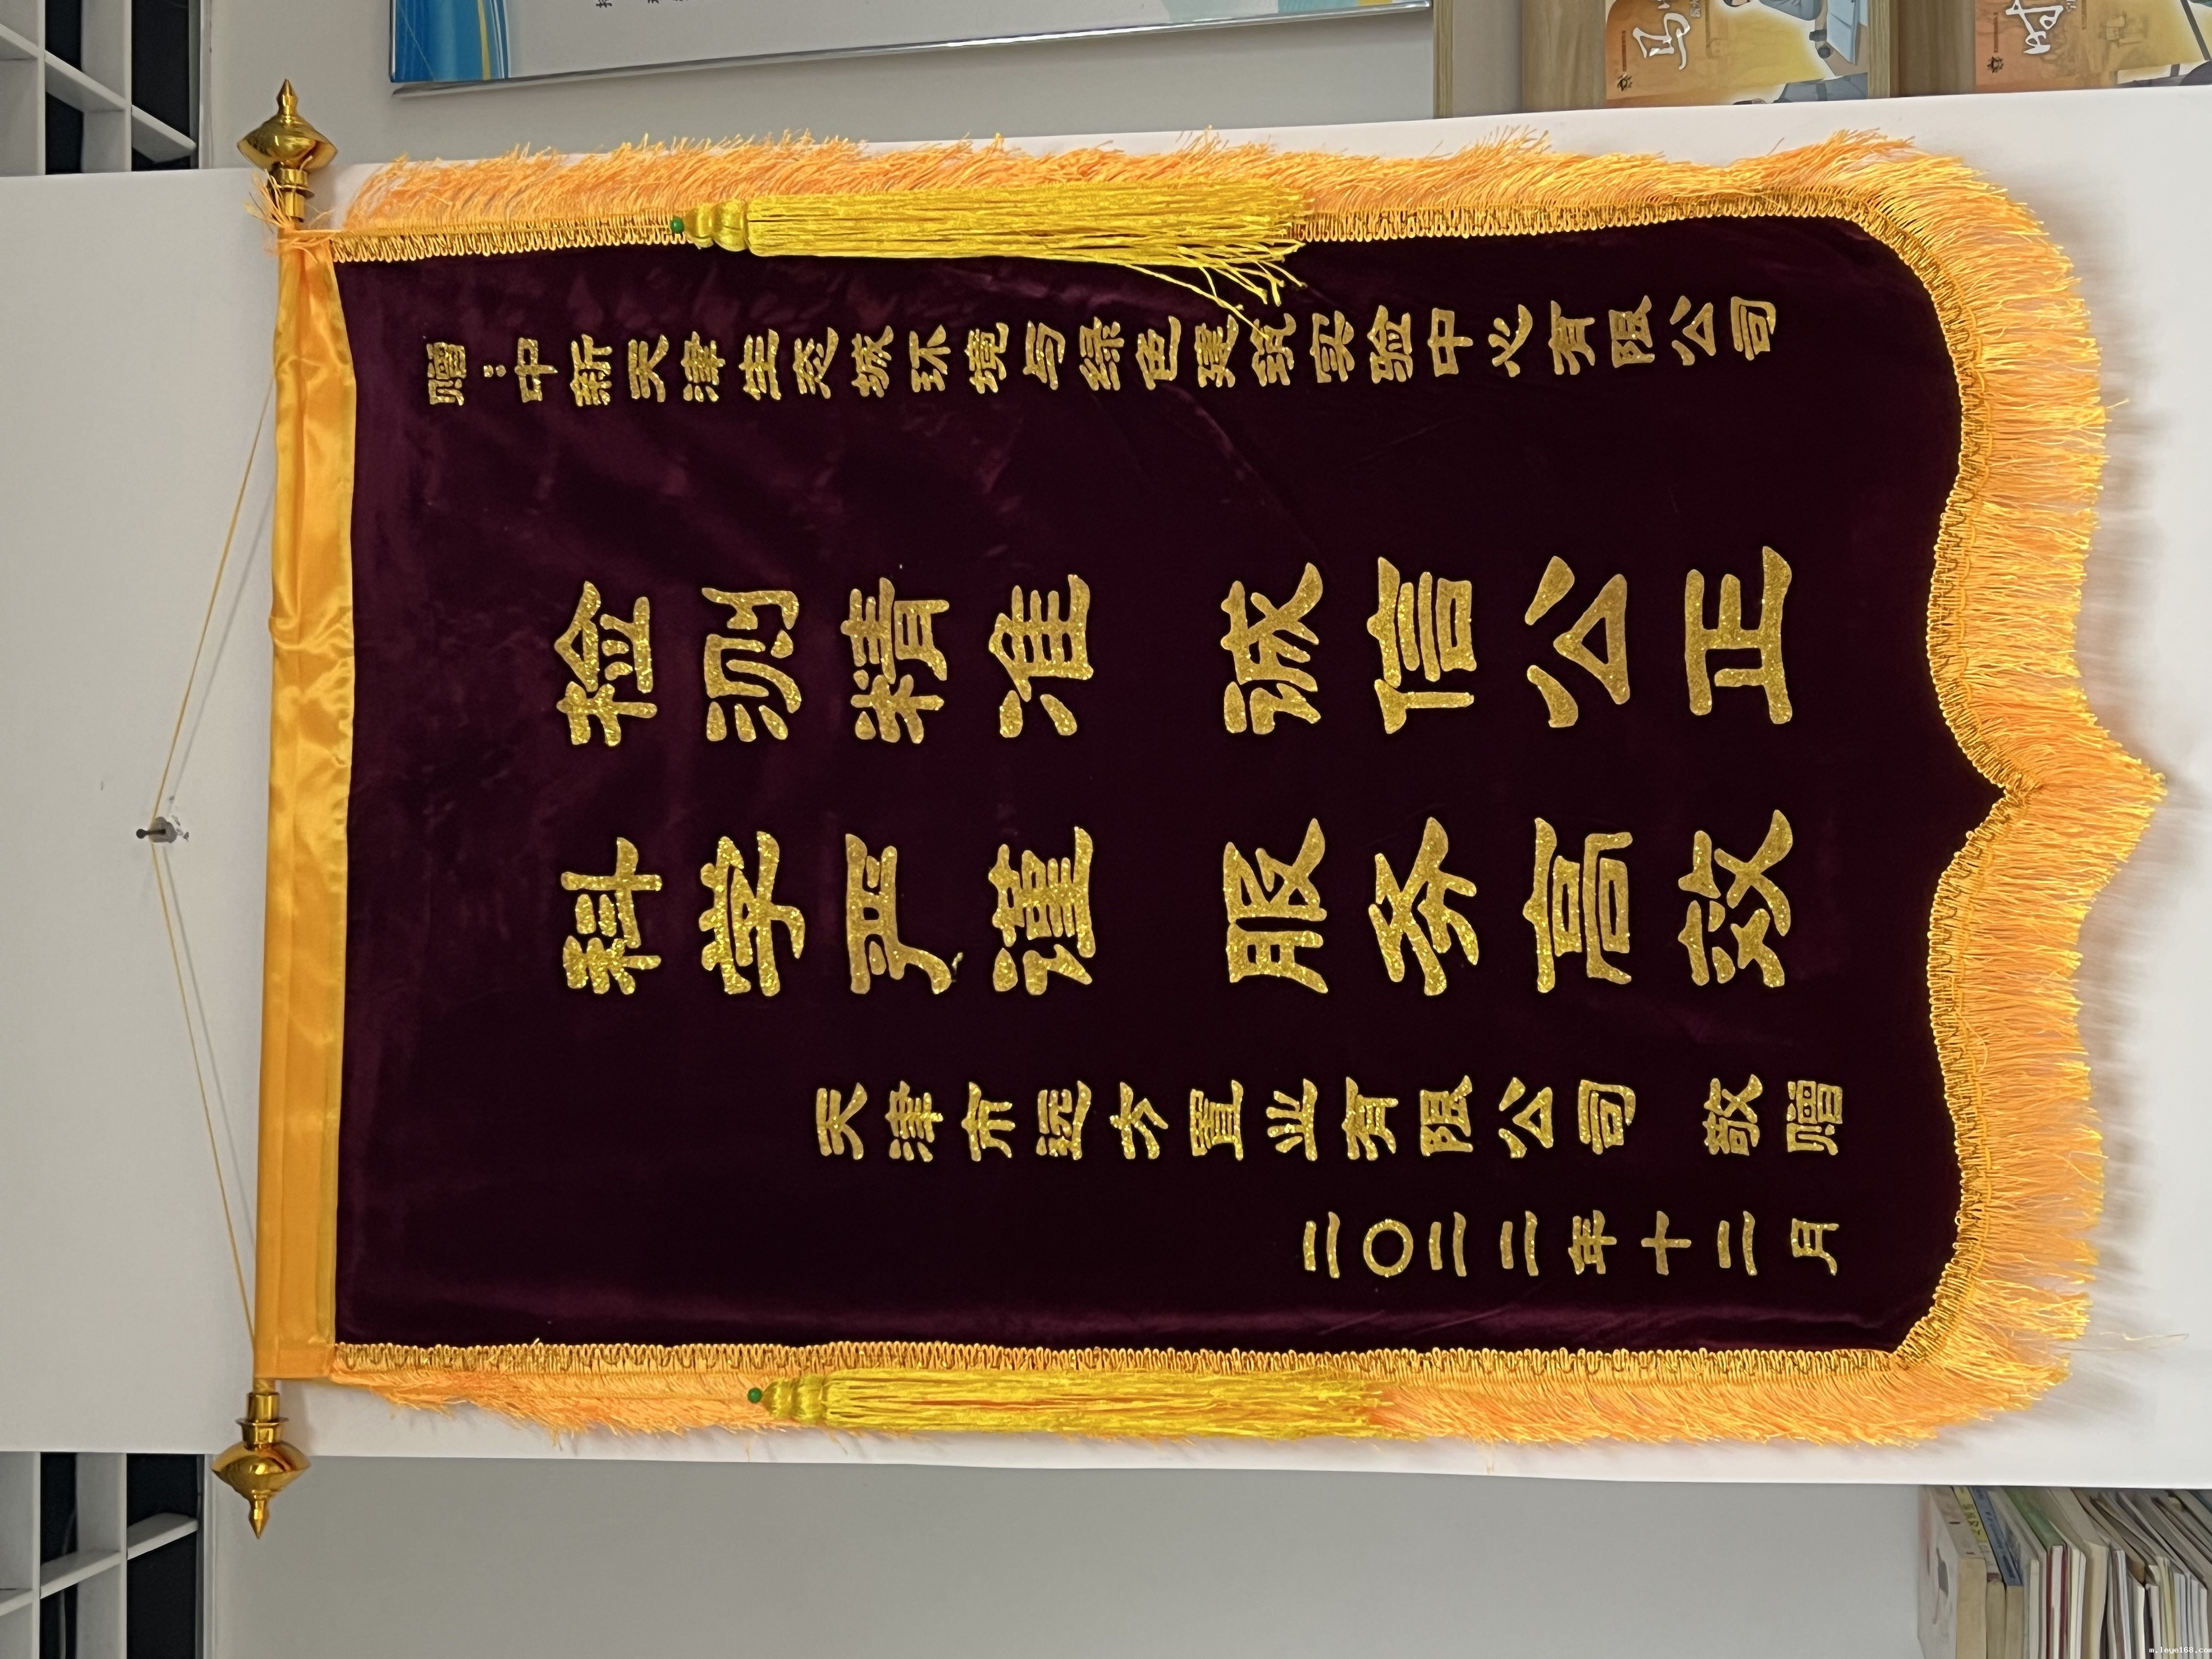 赠:中新天津生态城环境与绿色建筑实验中心有限公司
检测精准 诚信公正
科学严谨 服务高效
天津市远方置业有限公司 敬赠
二〇二二年十二月
m.leye168.com